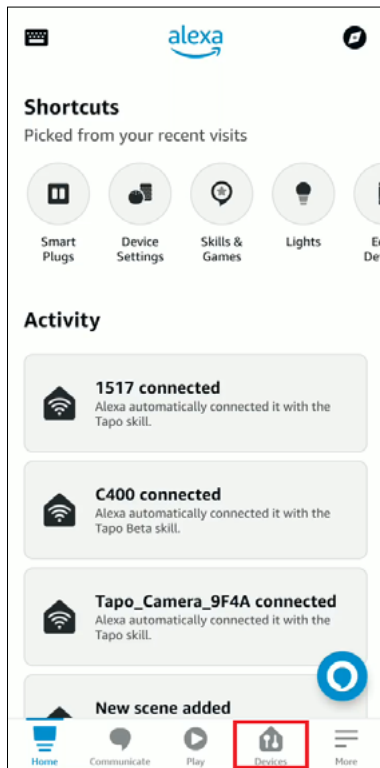 alexa
Shortcuts
Picked from your recent visits
Smart
Plugs
Device
Settings
Skills &
Games
Lights
Activity
1517 connected
Alexa automatically connected it with the
Tapo skill.
C400 connected
Alexa automatically connected it with the
Tapo Beta skill.
Tapo_Camera_9F4A connected
Alexa automatically connected it with the
Tapo skill.
New scene added
Home
Communicate
Play
Devices
More